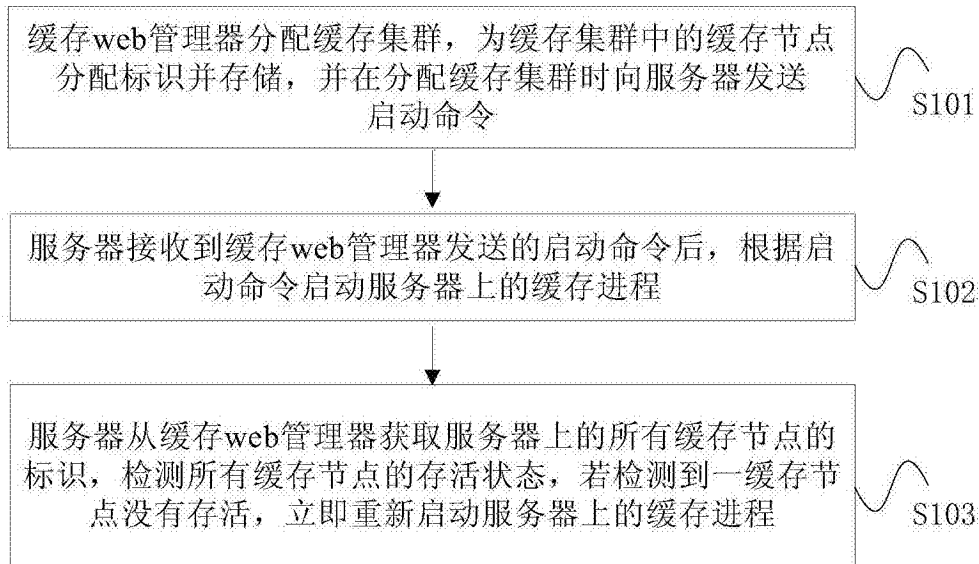 缓存web管理器分配缓存集群，为缓存集群中的缓存节点
分配标识并存储，并在分配缓存集群时向服务器发送
启动命令
S101
服务器接收到缓存web管理器发送的启动命令后，根据启
动命令启动服务器上的缓存进程
S102
服务器从缓存web管理器获取服务器上的所有缓存节点的
标识，检测所有缓存节点的存活状态，若检测到一缓存节
点没有存活，立即重新启动服务器上的缓存进程
S103